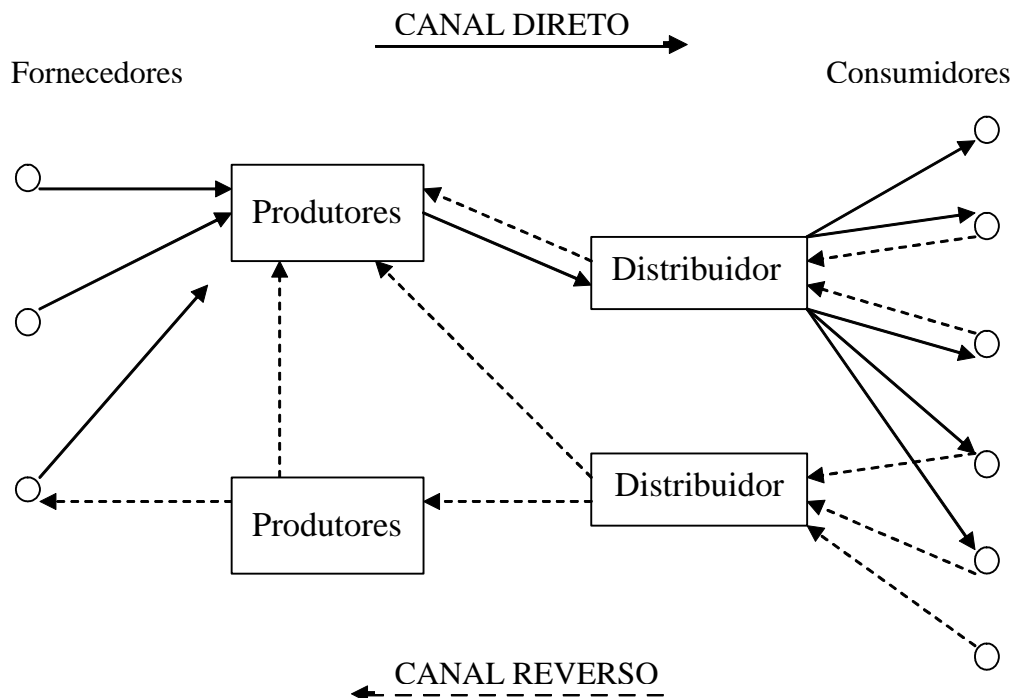 CANAL DIRETO
Fornecedores
Consumidores
Produtores
Distribuidor
Distribuidor
Produtores
CANAL REVERSO